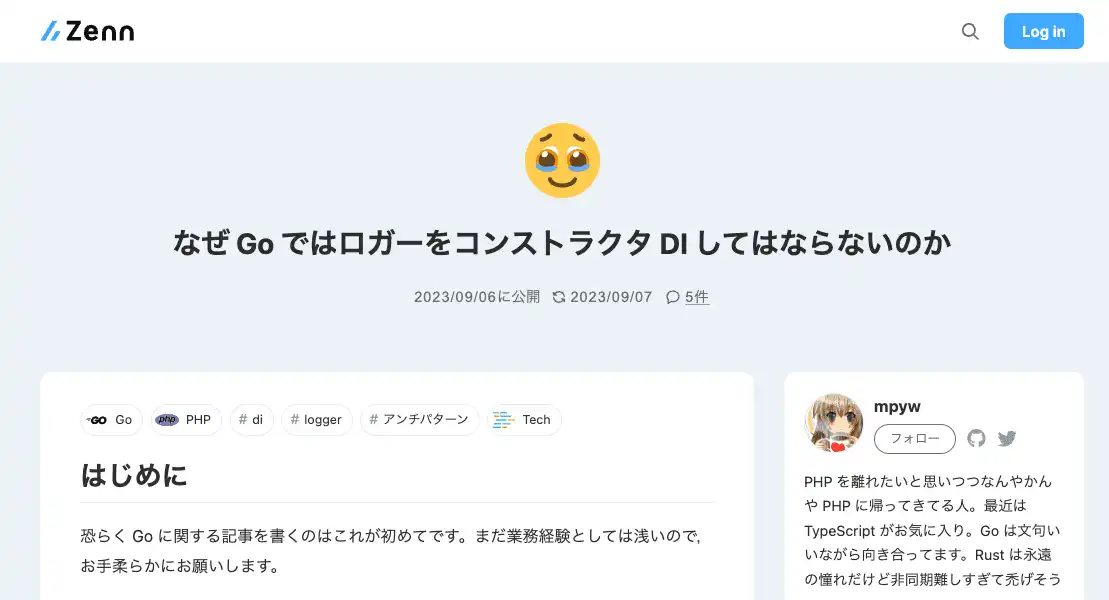 Zenn
Log in
なぜ Go ではロガーをコンストラクタ DI してはならないのか
2023/09/06に公開 2023/09/07 5件
GO Go php PHP # di # logger # アンチパターン Tech
はじめに
恐らく Go に関する記事を書くのはこれが初めてです。まだ業務経験としては浅いので,
お手柔らかにお願いします。
mpyw
フォロー
PHP を離れたいと思いつつなんやかん
や PHP に帰ってきてる人。最近は
TypeScript がお気に入り。Go は文句い
いながら向き合ってます。Rust は永遠
の憧れだけど非同期難しすぎて禿げそう